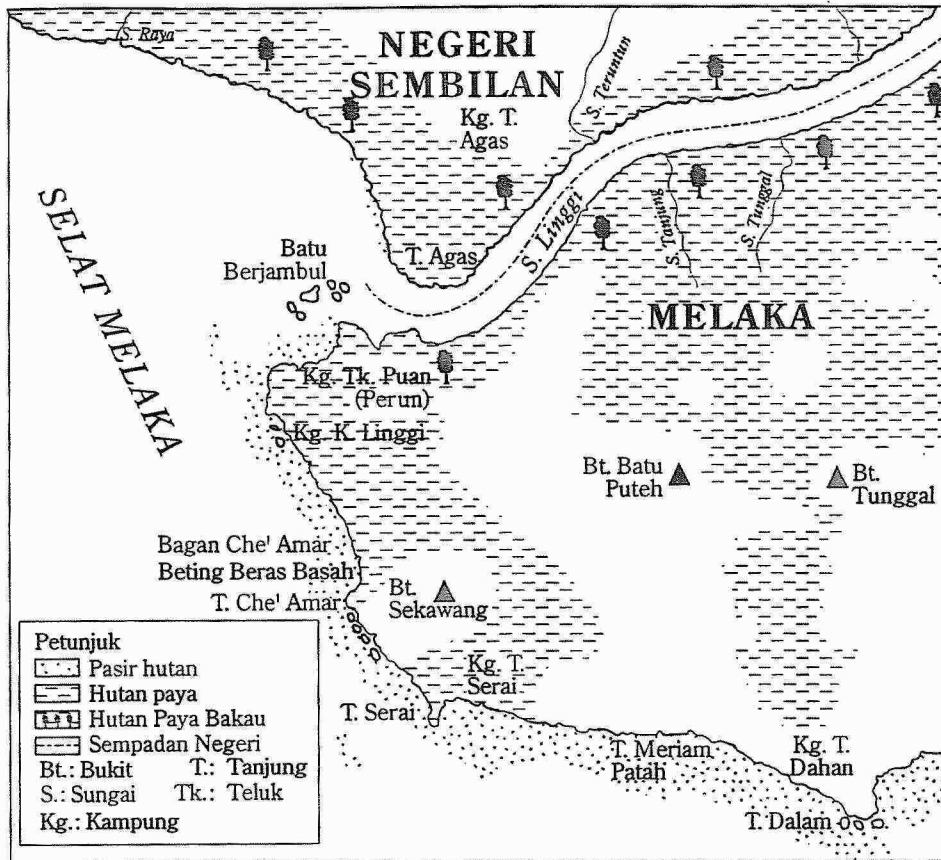 S. Raya
NEGERI
SEMBILAN
S. Teruntun
Kg. T.
Agas
SELAT MELAKA
S. Linggi
S. Tanjung
S. Tunggal
Batu
Berjambul
T. Agas
MELAKA
Kg. Tk. Puan
(Perun)
Kg. K. Linggi
Bt. Batu
Puteh
Bt.
Tunggal
Bagan Che' Amar
Beting Beras Basah
T. Che' Amar
Bt.
Sekawang
Kg. T.
Serai
T. Serai
T. Meriam
Patah
Kg. T.
Dahan
T. Dalam
Petunjuk
Pasir hutan
Hutan paya
Hutan Paya Bakau
Sempadan Negeri
Bt.: Bukit T.: Tanjung
S.: Sungai Tk.: Teluk
Kg.: Kampung